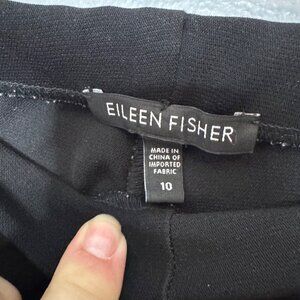 EILEEN FISHER
MADE IN
CHINA OF
IMPORTED
FABRIC
10